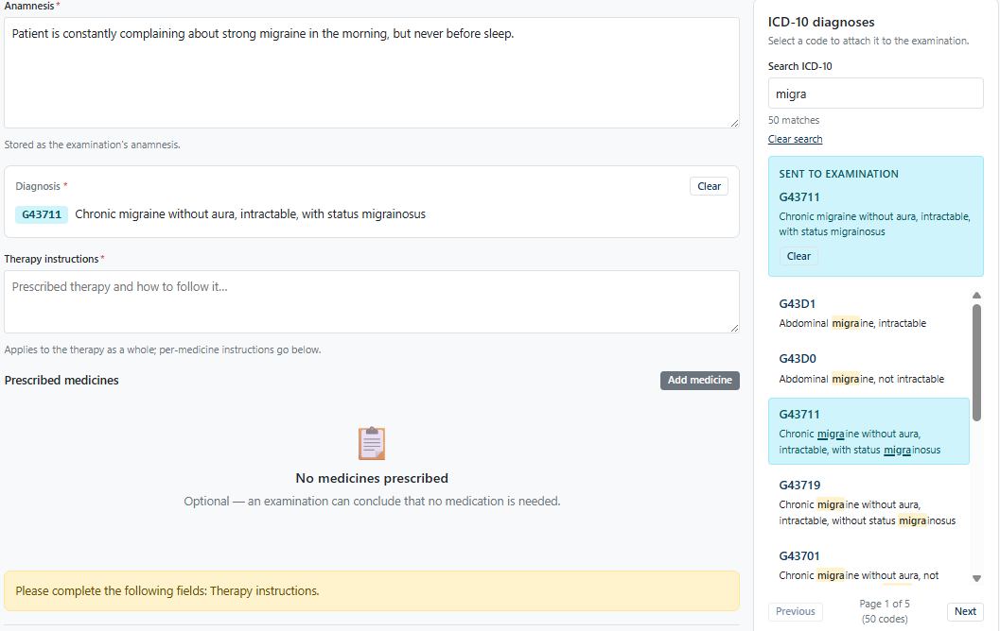 Anamnesis *
Patient is constantly complaining about strong migraine in the morning, but never before sleep.
Stored as the examination's anamnesis.
Diagnosis *
Clear
G43711 Chronic migraine without aura, intractable, with status migrainosus
Therapy instructions *
Prescribed therapy and how to follow it...
Applies to the therapy as a whole; per-medicine instructions go below.
Prescribed medicines
Add medicine
No medicines prescribed
Optional — an examination can conclude that no medication is needed.
Please complete the following fields: Therapy instructions.
ICD-10 diagnoses
Select a code to attach it to the examination.
Search ICD-10
migra
50 matches
Clear search
SENT TO EXAMINATION
G43711
Chronic migraine without aura, intractable,
with status migrainosus
Clear
G43D1
Abdominal migraine, intractable
G43D0
Abdominal migraine, not intractable
G43711
Chronic migraine without aura,
intractable, with status migrainosus
G43719
Chronic migraine without aura,
intractable, without status migrainosus
G43701
Chronic migraine without aura, not
Previous
Page 1 of 5
(50 codes)
Next